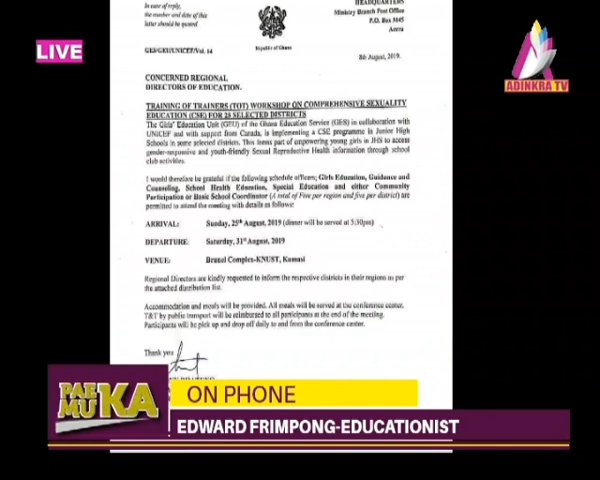 In case of reply,
the number and date of this
letter should be quoted.
HEADQUARTERS
Ministry Branch Post Office
P.O. Box M45
Accra
Republic of Ghana
8th August, 2019.
LIVE
ADINKRA TV
CONCERNED REGIONAL
DIRECTORS OF EDUCATION.
TRAINING OF TRAINERS (TOT) WORKSHOP ON COMPREHENSIVE SEXUALITY
EDUCATION (CSE) FOR 25 SELECTED DISTRICTS
The Girls' Education Unit (GEU) of the Ghana Education Service (GES) in collaboration with
UNICEF and with support from Canada, is implementing a CSE programme in Junior High
Schools in some selected districts. This forms part of empowering young girls in JHS to access
gender-responsive and youth-friendly Sexual Reproductive Health information through school
club activities.
I would therefore be grateful if the following schedule officers; Girls Education, Guidance and
Counseling, School Health Education, Special Education and either Community
Participation or Basic School Coordinator (A total of Five per region and five per district) are
permitted to attend the meeting with details as follows:
ARRIVAL: Sunday, 25th August, 2019 (dinner will be served at 5:30pm)
DEPARTURE: Saturday, 31st August, 2019
VENUE: Brunei Complex-KNUST, Kumasi
Regional Directors are kindly requested to inform the respective districts in their regions as per
the attached distribution list.
Accommodation and meals will be provided. All meals will be served at the conference center.
T&T by public transport will be reimbursed to all participants at the end of the meeting.
Participants will be pick up and drop off daily to and from the conference center.
Thank you
PAE MU KA
ON PHONE
EDWARD FRIMPONG-EDUCATIONIST